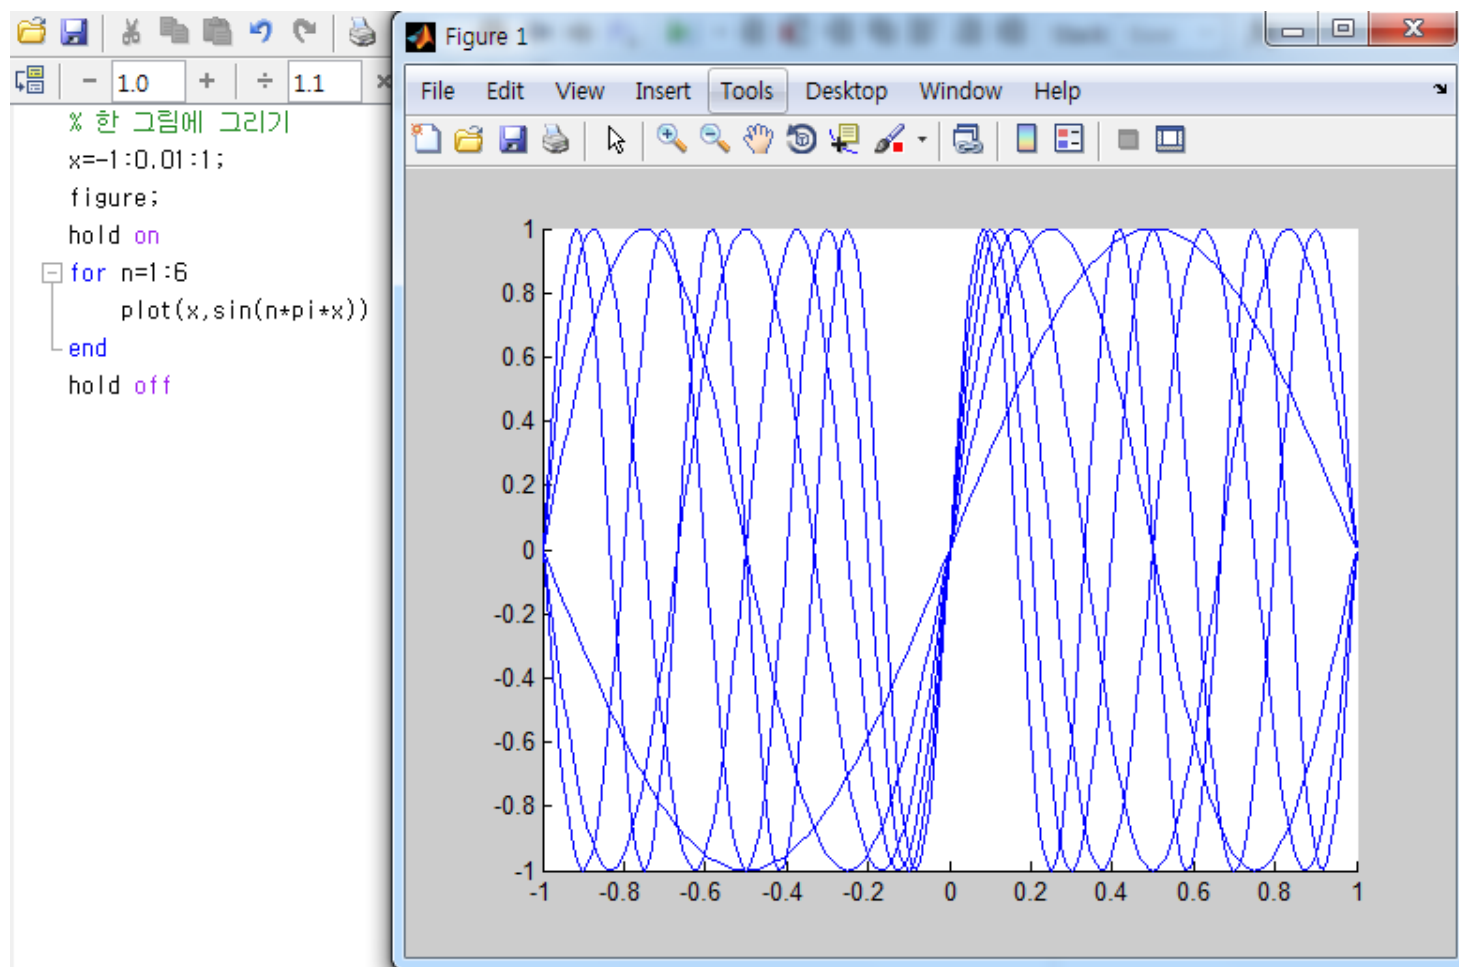 Figure 1
File Edit View Insert Tools Desktop Window Help
1.0
1.1
% 한 그림에 그리기
x=-1:0.01:1;
figure;
hold on
for n=1:6
plot(x,sin(n*pi*x))
end
hold off
1
0.8
0.6
0.4
0.2
0
-0.2
-0.4
-0.6
-0.8
-1
-1 -0.8 -0.6 -0.4 -0.2 0 0.2 0.4 0.6 0.8 1